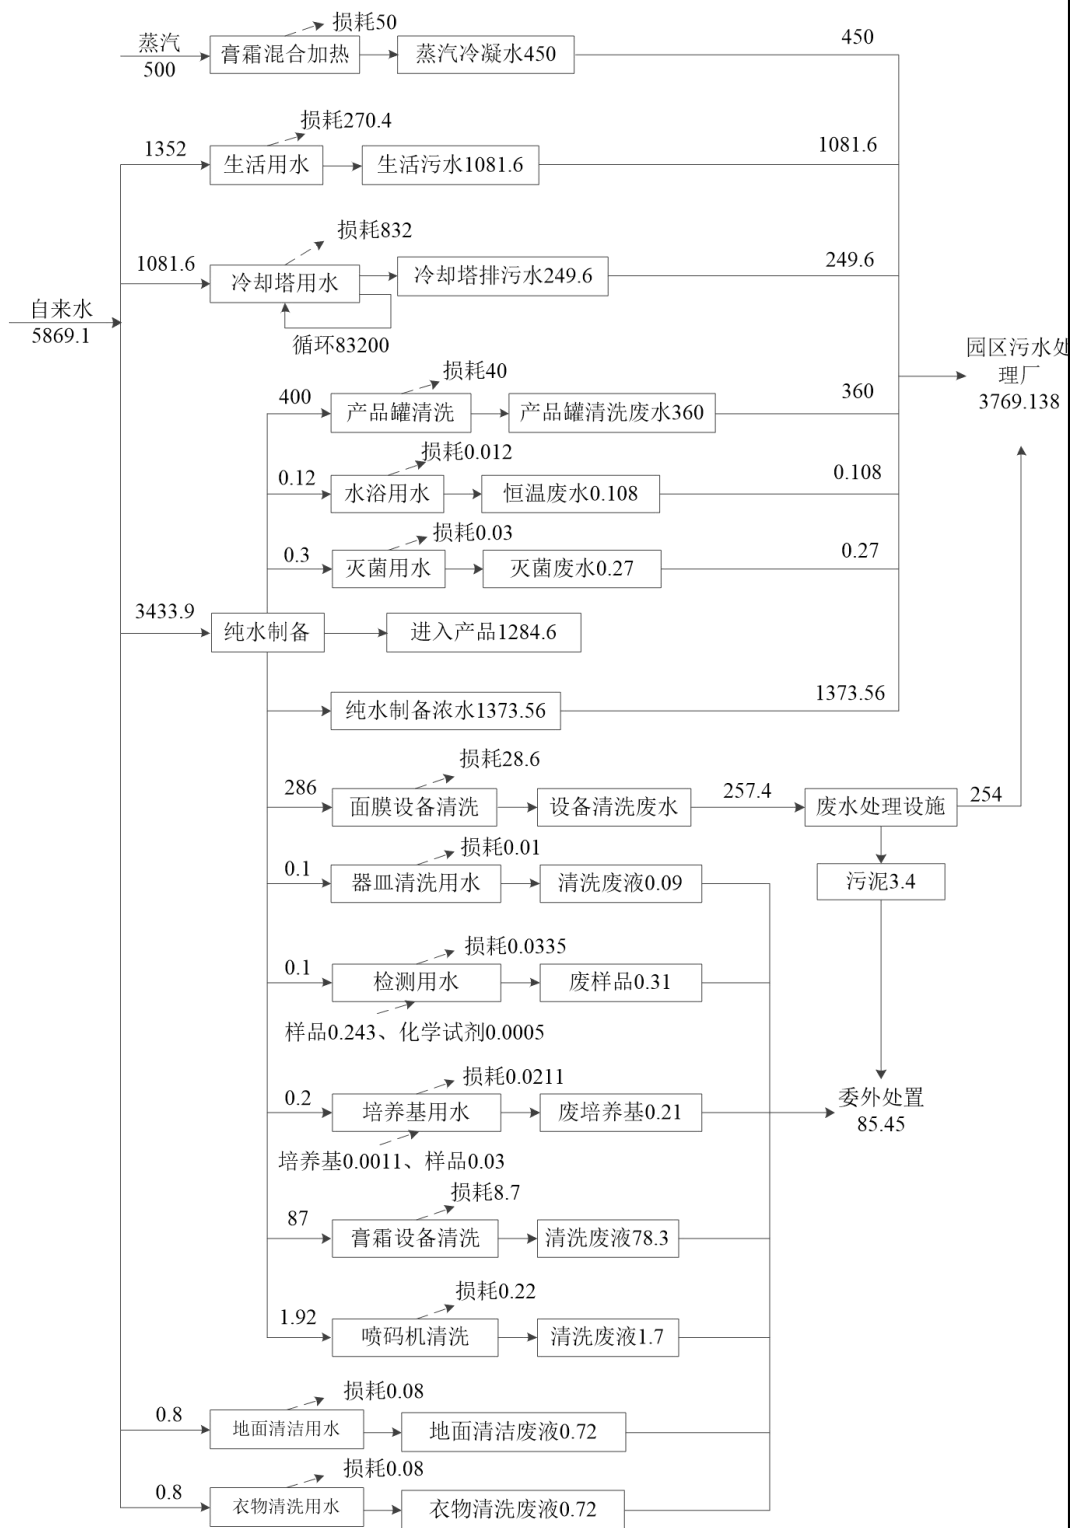 损耗50
蒸汽
500
膏霜混合加热
蒸汽冷凝水450
450
损耗270.4
1352
生活用水
生活污水1081.6
1081.6
损耗832
1081.6
冷却塔用水
冷却塔排污水249.6
249.6
循环83200
自来水
5869.1
园区污水处
理厂
3769.138
损耗40
400
产品罐清洗
产品罐清洗废水360
360
损耗0.012
0.12
水浴用水
恒温废水0.108
0.108
损耗0.03
0.3
灭菌用水
灭菌废水0.27
0.27
3433.9
纯水制备
进入产品1284.6
纯水制备浓水1373.56
1373.56
损耗28.6
286
面膜设备清洗
设备清洗废水
257.4
废水处理设施
254
损耗0.01
0.1
器皿清洗用水
清洗废液0.09
污泥3.4
损耗0.0335
0.1
检测用水
废样品0.31
样品0.243、化学试剂0.0005
损耗0.0211
0.2
培养基用水
废培养基0.21
委外处置
85.45
培养基0.0011、样品0.03
损耗8.7
87
膏霜设备清洗
清洗废液78.3
损耗0.22
1.92
喷码机清洗
清洗废液1.7
损耗0.08
0.8
地面清洁用水
地面清洁废液0.72
损耗0.08
0.8
衣物清洗用水
衣物清洗废液0.72